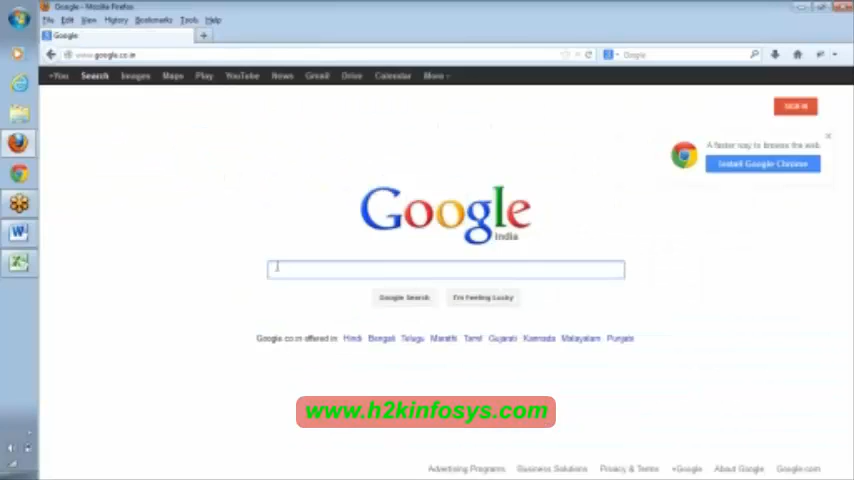 Google - Mozilla Firefox
File Edit View History Bookmarks Tools Help
Google
www.google.co.in
Google
+You Search Images Maps Play YouTube News Gmail Drive Calendar More
SIGN IN
A faster way to browse the web
Install Google Chrome
Google
India
Google Search I'm Feeling Lucky
Google.co.in offered in: Hindi Bengali Telugu Marathi Tamil Gujarati Kannada Malayalam Punjabi
www.h2kinfosys.com
Advertising Programs Business Solutions Privacy & Terms +Google About Google Google.com